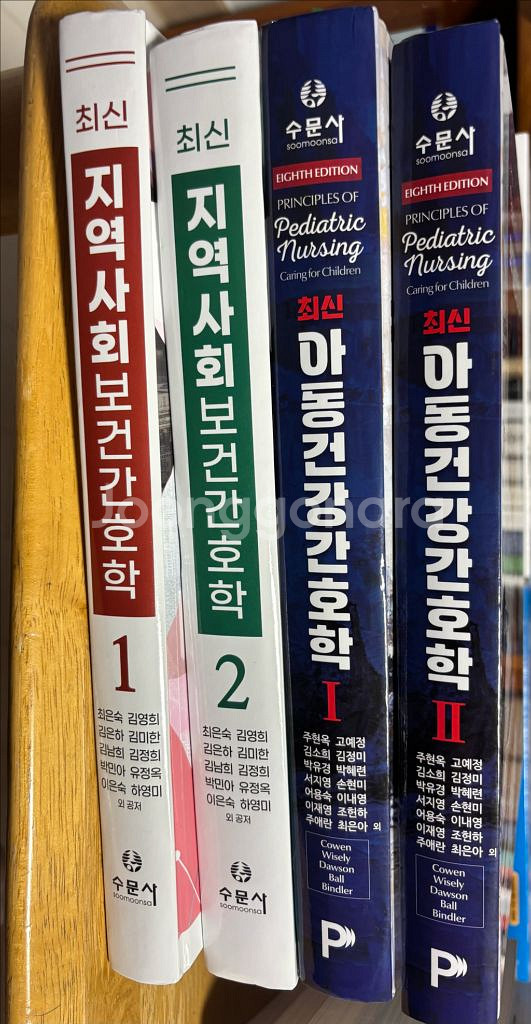 최신
지역사회보건간호학
1
최은숙 김영희
김은하 김미한
김남희 김정희
박민아 유정옥
이은숙 하영미
외 공저
수문사
soomoonsa
최신
지역사회보건간호학
2
최은숙 김영희
김은하 김미한
김남희 김정희
박민아 유정옥
이은숙 하영미
외 공저
수문사
soomoonsa
수문사
soomoonsa
EIGHTH EDITION
PRINCIPLES OF
Pediatric
Nursing
Caring for Children
최신
아동건강간호학
I
주현옥 고예정
김소희 김정미
박유경 박혜련
서지영 손현미
어용숙 이내영
이재영 조헌하
주애란 최은아 외
Cowen
Wisely
Dawson
Ball
Bindler
P
수문사
soomoonsa
EIGHTH EDITION
PRINCIPLES OF
Pediatric
Nursing
Caring for Children
최신
아동건강간호학
II
주현옥 고예정
김소희 김정미
박유경 박혜련
서지영 손현미
어용숙 이내영
이재영 조헌하
주애란 최은아 외
Cowen
Wisely
Dawson
Ball
Bindler
P
Joonggonara